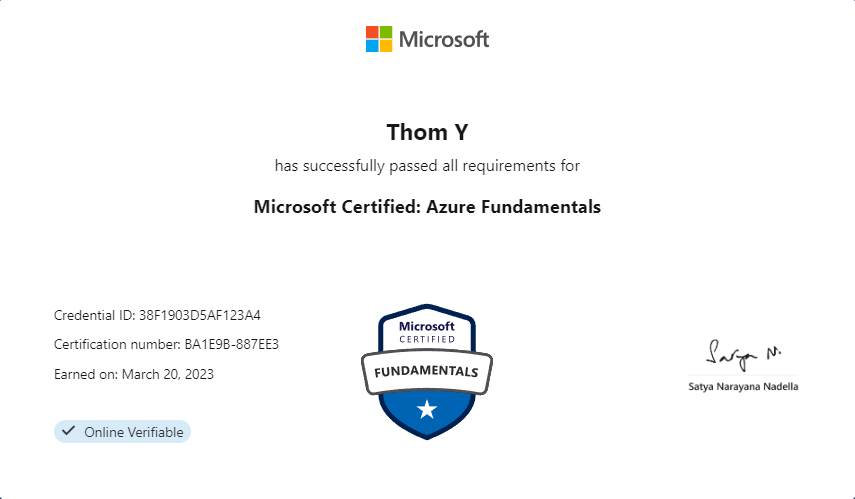 Microsoft
Thom Y
has successfully passed all requirements for
Microsoft Certified: Azure Fundamentals
Credential ID: 38F1903D5AF123A4
Certification number: BA1E9B-887EE3
Earned on: March 20, 2023
Online Verifiable
Microsoft
CERTIFIED
FUNDAMENTALS
Satya N.
Satya Narayana Nadella